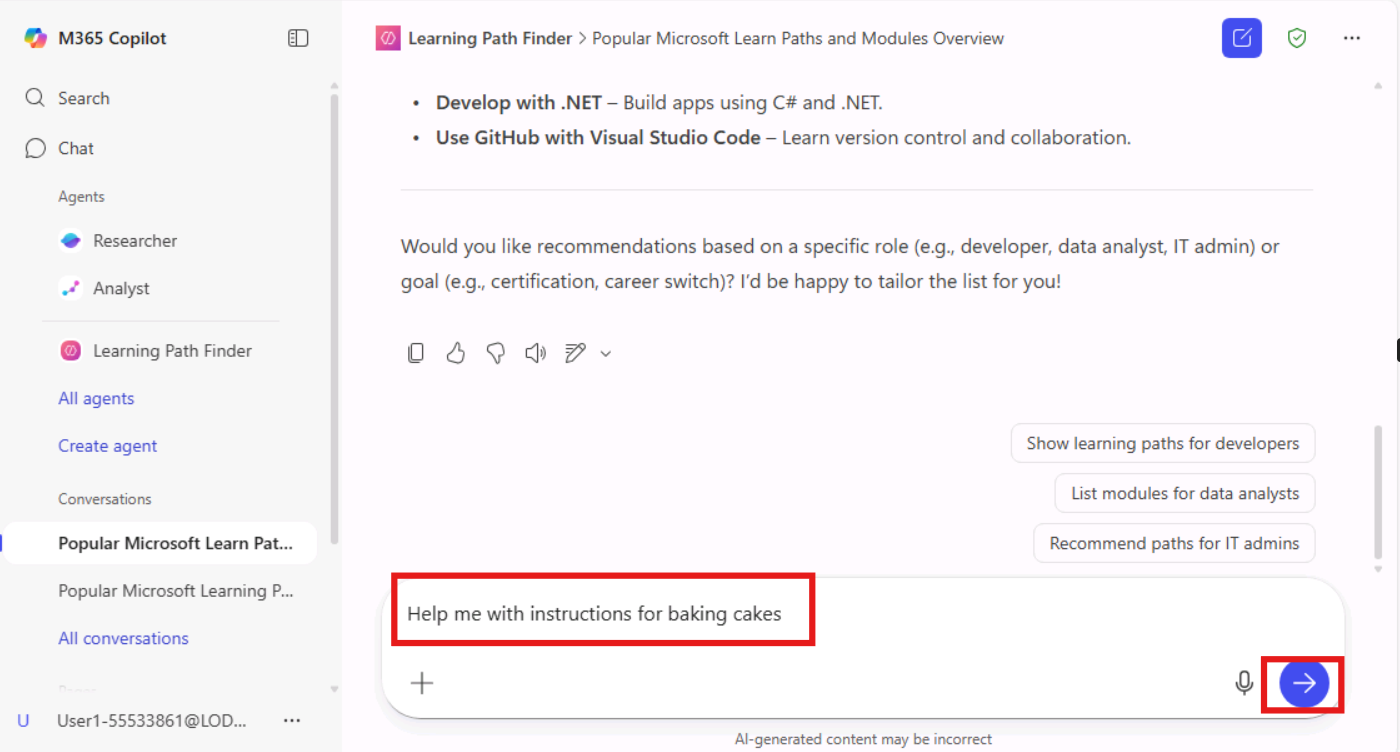 M365 Copilot
Search
Chat
Agents
Researcher
Analyst
Learning Path Finder
All agents
Create agent
Conversations
Popular Microsoft Learn Pat...
Popular Microsoft Learning P...
All conversations
U User1-55533861@LOD... ...
Learning Path Finder > Popular Microsoft Learn Paths and Modules Overview
• Develop with .NET – Build apps using C# and .NET.
• Use GitHub with Visual Studio Code – Learn version control and collaboration.
Would you like recommendations based on a specific role (e.g., developer, data analyst, IT admin) or
goal (e.g., certification, career switch)? I'd be happy to tailor the list for you!
Show learning paths for developers
List modules for data analysts
Recommend paths for IT admins
Help me with instructions for baking cakes
AI-generated content may be incorrect